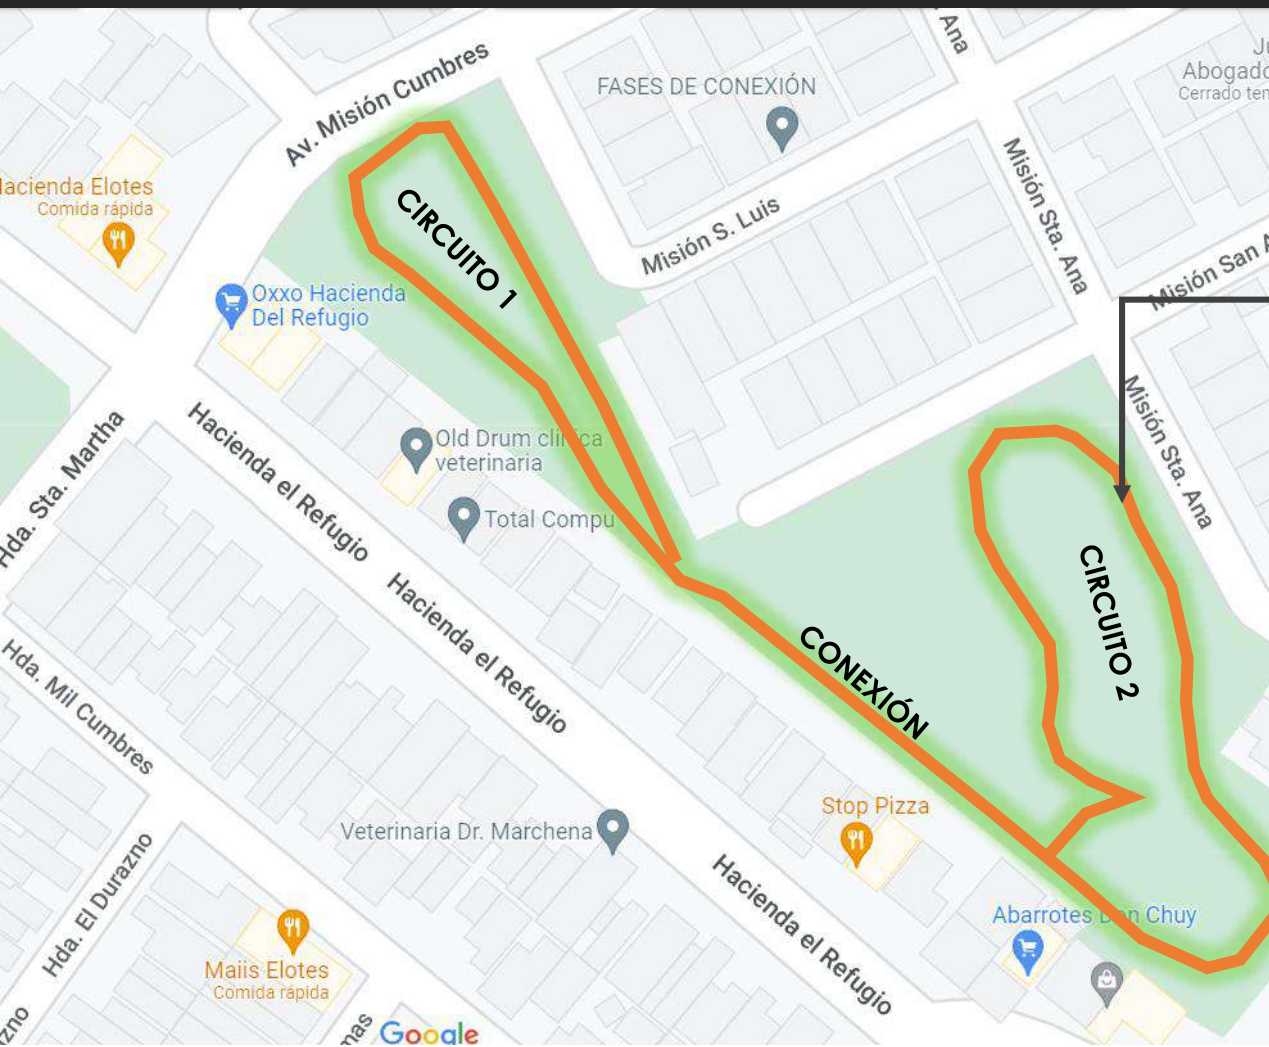 Ana
Av. Misión Cumbres
FASES DE CONEXIÓN
Abogado
Cerrado tem
Hacienda Elotes
Comida rápida
Misión S. Luis
Misión Sta. Ana
Misión San A
CIRCUITO 1
Oxxo Hacienda
Del Refugio
Hda. Sta. Martha
Hacienda el Refugio
Old Drum clínica
veterinaria
Total Compu
Misión Sta. Ana
Hacienda el Refugio
CIRCUITO 2
CONEXIÓN
Hda. Mil Cumbres
Stop Pizza
Veterinaria Dr. Marchena
Hacienda el Refugio
Abarrotes Don Chuy
Hda. El Durazno
Maiis Elotes
Comida rápida
Google